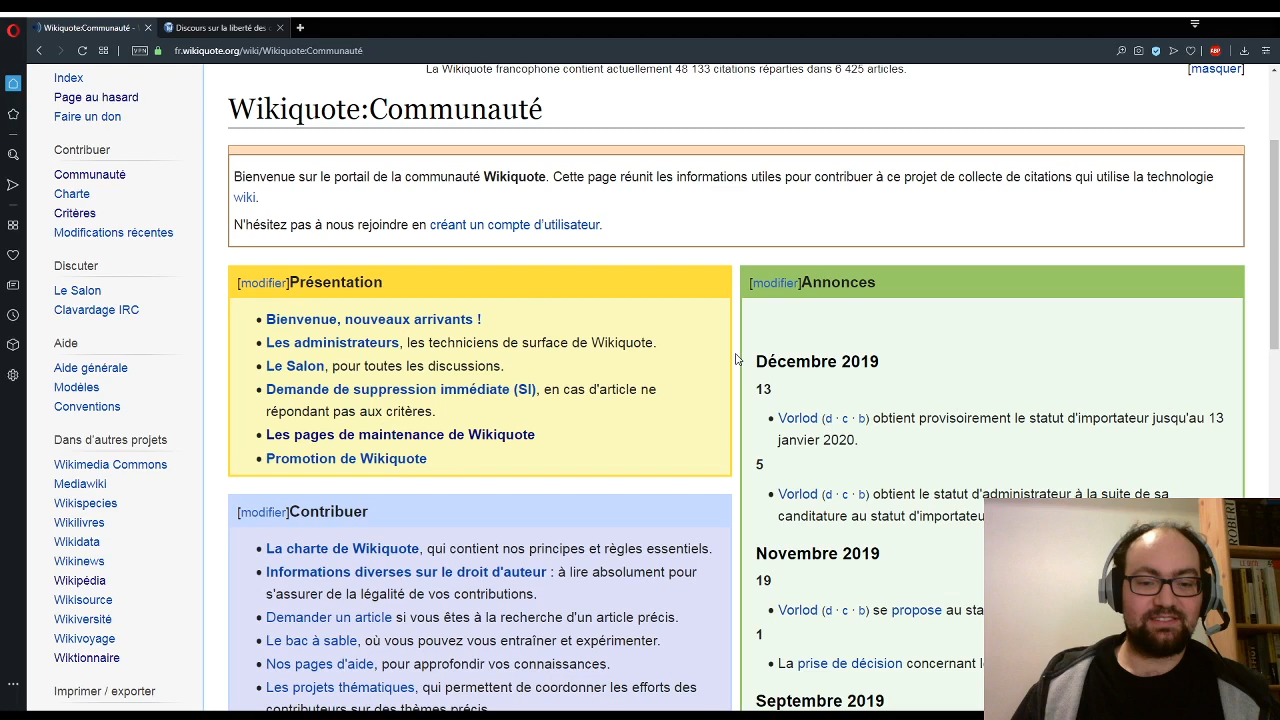 Wikiquote:Communauté -
Discours sur la liberté des
VPN
fr.wikiquote.org/wiki/Wikiquote:Communauté
ABP
La Wikiquote francophone contient actuellement 48 133 citations réparties dans 6 425 articles.
[masquer]
Index
Page au hasard
Faire un don
Contribuer
Communauté
Charte
Critères
Modifications récentes
Discuter
Le Salon
Clavardage IRC
Aide
Aide générale
Modèles
Conventions
Dans d'autres projets
Wikimedia Commons
Mediawiki
Wikispecies
Wikilivres
Wikidata
Wikinews
Wikipédia
Wikisource
Wikiversité
Wikivoyage
Wiktionnaire
Imprimer / exporter
Wikiquote:Communauté
Bienvenue sur le portail de la communauté Wikiquote. Cette page réunit les informations utiles pour contribuer à ce projet de collecte de citations qui utilise la technologie
wiki.
N'hésitez pas à nous rejoindre en créant un compte d'utilisateur.
[modifier]Présentation
• Bienvenue, nouveaux arrivants !
• Les administrateurs, les techniciens de surface de Wikiquote.
• Le Salon, pour toutes les discussions.
• Demande de suppression immédiate (SI), en cas d'article ne
répondant pas aux critères.
• Les pages de maintenance de Wikiquote
• Promotion de Wikiquote
[modifier]Contribuer
• La charte de Wikiquote, qui contient nos principes et règles essentiels.
• Informations diverses sur le droit d'auteur : à lire absolument pour
s'assurer de la légalité de vos contributions.
• Demander un article si vous êtes à la recherche d'un article précis.
• Le bac à sable, où vous pouvez vous entraîner et expérimenter.
• Nos pages d'aide, pour approfondir vos connaissances.
• Les projets thématiques, qui permettent de coordonner les efforts des
contributeurs sur des thèmes précis.
[modifier]Annonces
Décembre 2019
13
• Vorlod (d · c · b) obtient provisoirement le statut d'importateur jusqu'au 13
janvier 2020.
5
• Vorlod (d · c · b) obtient le statut d'administrateur à la suite de sa
canditature au statut d'importateu
Novembre 2019
19
• Vorlod (d · c · b) se propose au sta
1
• La prise de décision concernant l
Septembre 2019
ROBERT